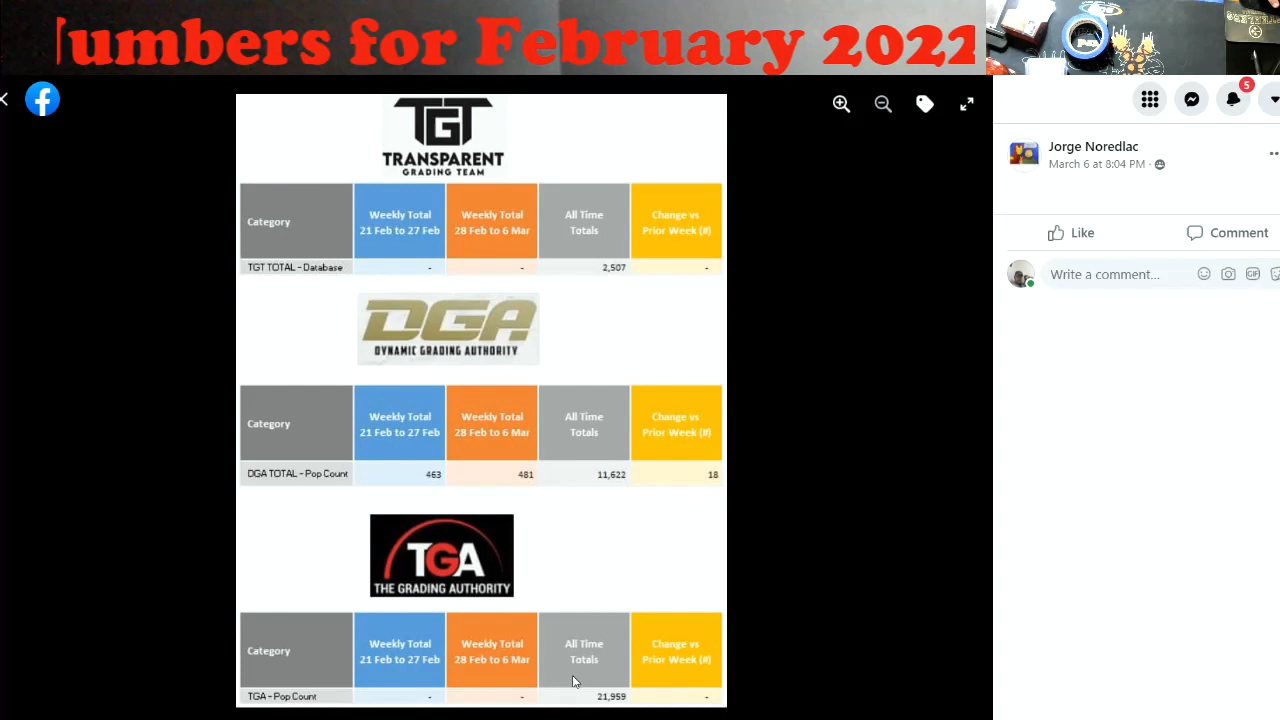 Numbers for February 2022
TGT
TRANSPARENT
GRADING TEAM
Category
Weekly Total
21 Feb to 27 Feb
Weekly Total
28 Feb to 6 Mar
All Time
Totals
Change vs
Prior Week (#)
TGT TOTAL - Database - - 2,507 -
DGA
DYNAMIC GRADING AUTHORITY
Category
Weekly Total
21 Feb to 27 Feb
Weekly Total
28 Feb to 6 Mar
All Time
Totals
Change vs
Prior Week (#)
DGA TOTAL - Pop Count 463 481 11,622 18
TGA
THE GRADING AUTHORITY
Category
Weekly Total
21 Feb to 27 Feb
Weekly Total
28 Feb to 6 Mar
All Time
Totals
Change vs
Prior Week (#)
TGA - Pop Count - - 21,959 -
5
Jorge Noredlac
March 6 at 8:04 PM ·
Like
Comment
Write a comment...
GIF